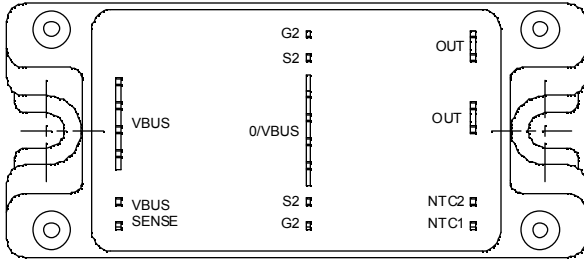 G2
S2
OUT
VBUS
0/VBUS
OUT
VBUS
SENSE
S2
G2
NTC2
NTC1